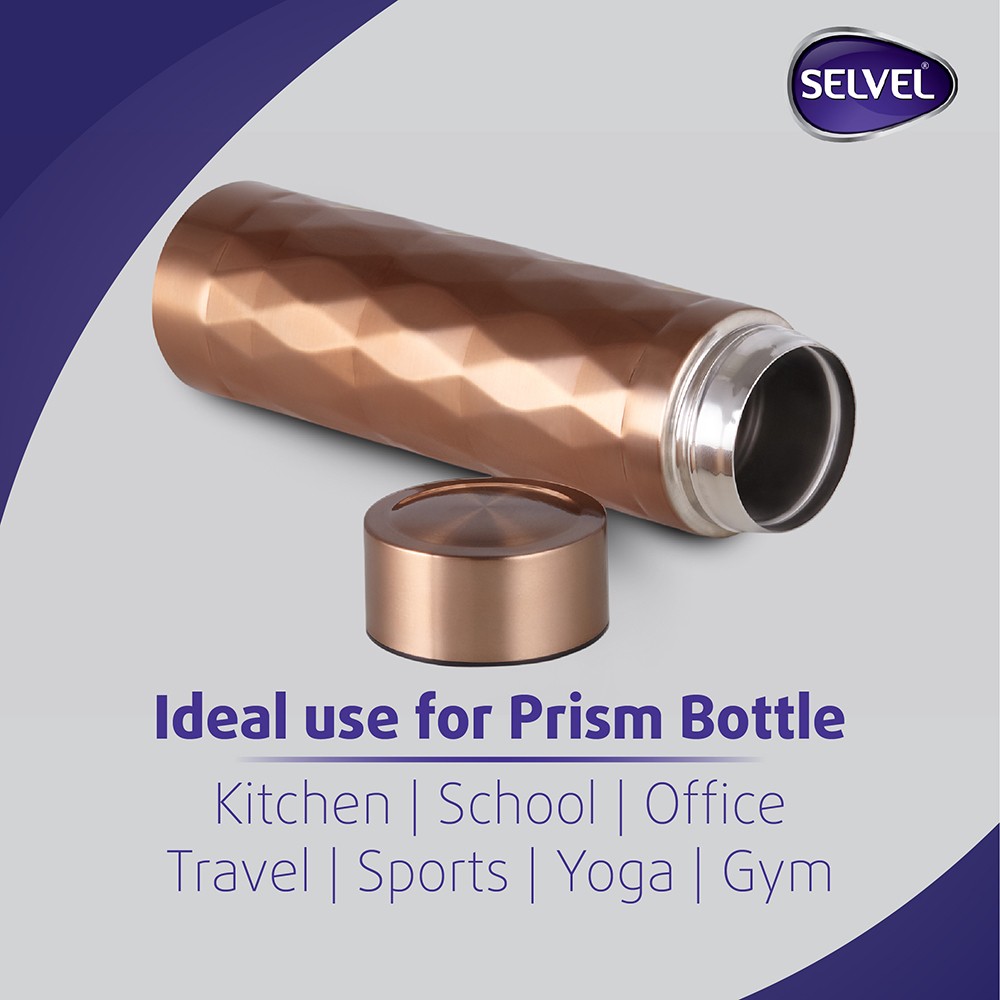 SELVEL®
Ideal use for Prism Bottle
Kitchen | School | Office
Travel | Sports | Yoga | Gym